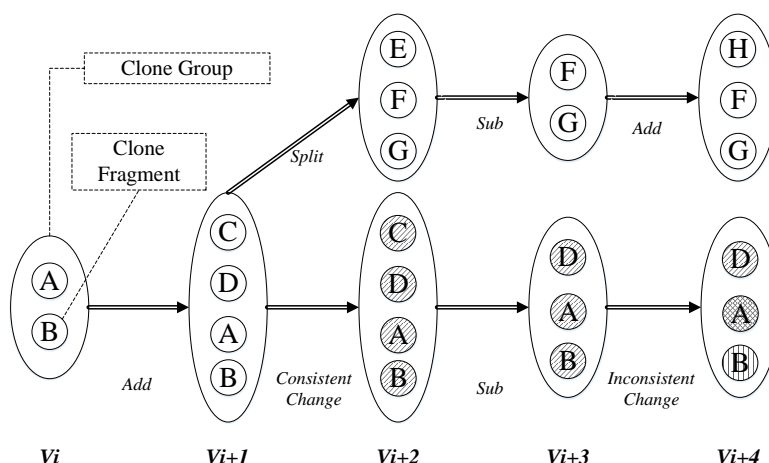 Clone Group
Clone
Fragment
E
F
G
Split
Sub
F
G
Add
H
F
G
A
B
Add
C
D
A
B
Consistent
Change
C
D
A
B
Sub
D
A
B
Inconsistent
Change
D
A
B
Vi
Vi+1
Vi+2
Vi+3
Vi+4